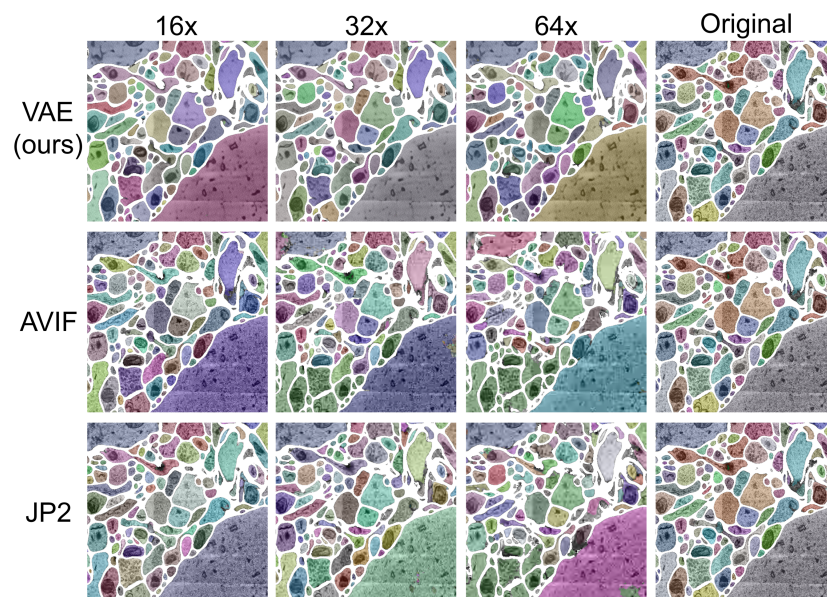 16x 32x 64x Original
VAE
(ours)
AVIF
JP2